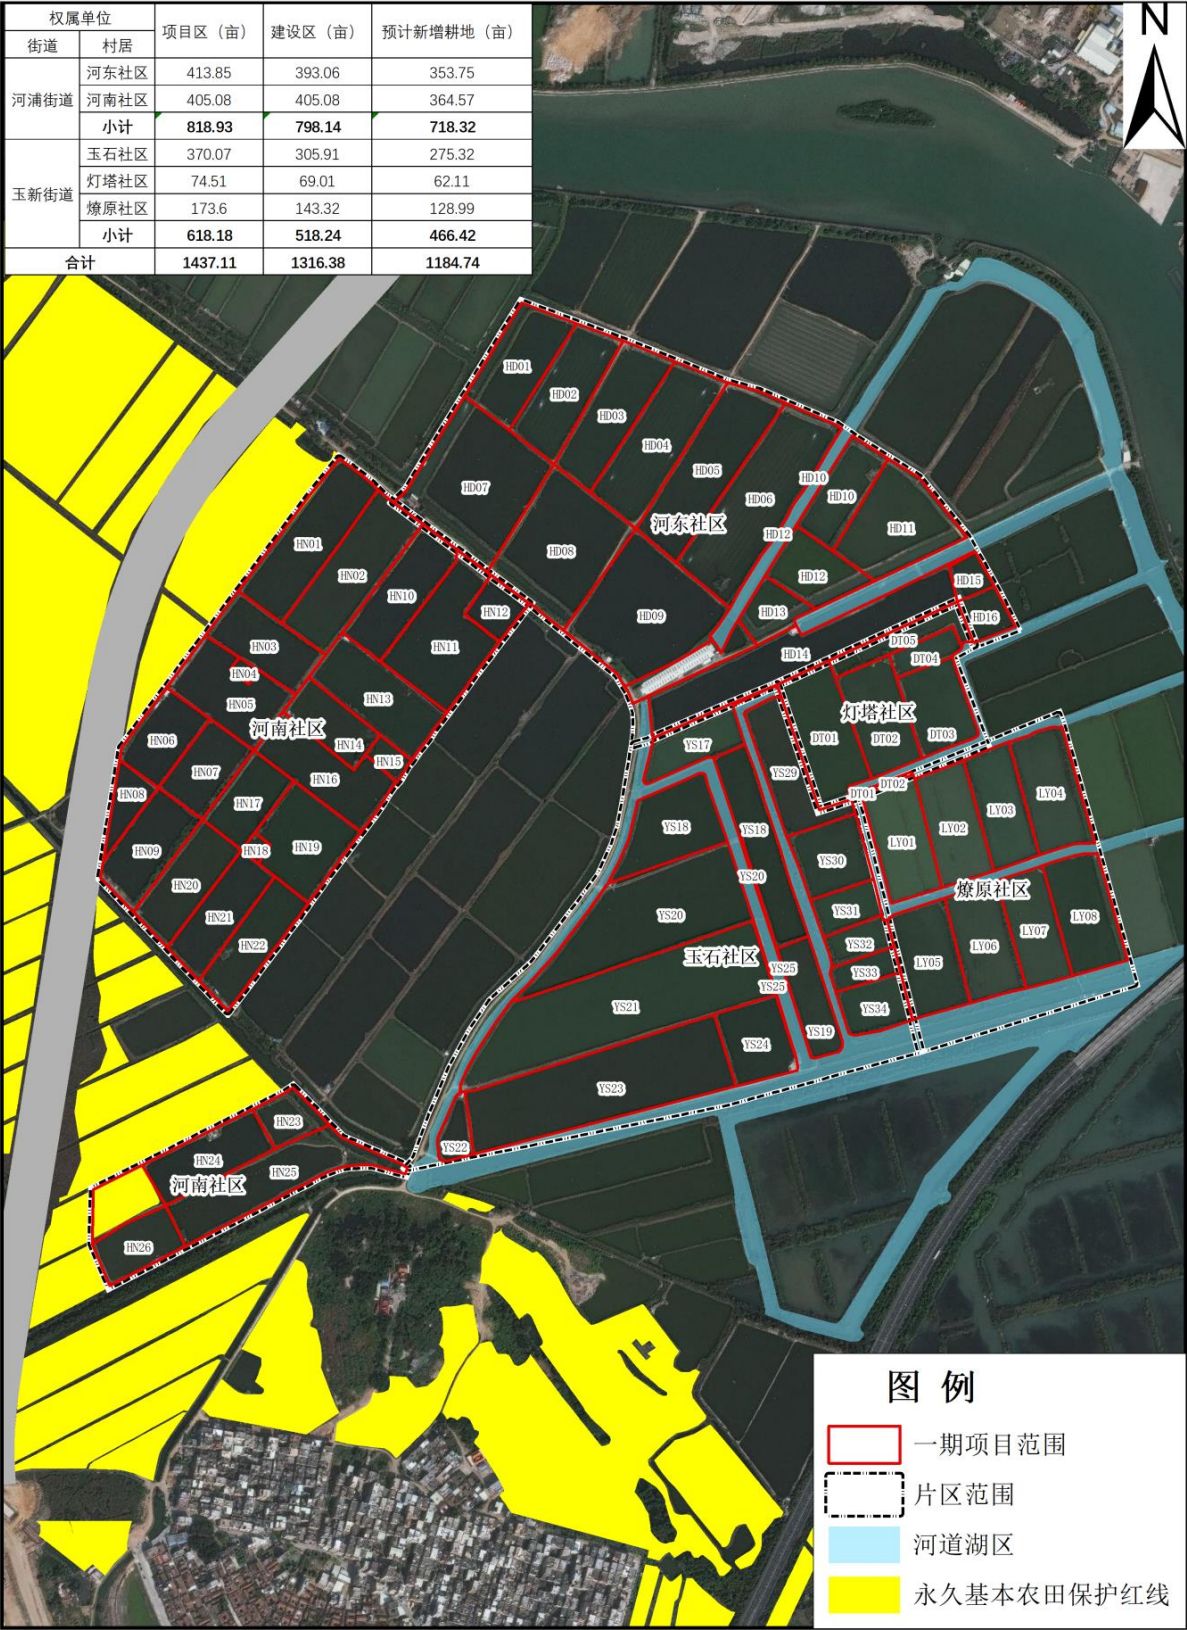 权属单位 项目区（亩） 建设区（亩） 预计新增耕地（亩）
街道 村居
河浦街道 河东社区 413.85 393.06 353.75
河南社区 405.08 405.08 364.57
小计 818.93 798.14 718.32
玉新街道 玉石社区 370.07 305.91 275.32
灯塔社区 74.51 69.01 62.11
燎原社区 173.6 143.32 128.99
小计 618.18 518.24 466.42
合计 1437.11 1316.38 1184.74
N
HD01
HD02
HD03
HD04
HD05
HD06
HD07
HD08
HD09
HD10
HD10
HD11
HD12
HD12
HD13
HD14
HD15
HD16
河东社区
HN01
HN02
HN03
HN04
HN05
HN06
HN07
HN08
HN09
HN10
HN11
HN12
HN13
HN14
HN15
HN16
HN17
HN18
HN19
HN20
HN21
HN22
河南社区
DT05
DT04
灯塔社区
DT01
DT02
DT03
DT02
DT01
YS17
YS29
YS18
YS18
YS30
YS20
YS20
YS31
YS32
玉石社区
YS25
YS33
YS25
YS21
YS34
YS19
YS24
YS23
YS22
LY01
LY02
LY03
LY04
燎原社区
LY05
LY06
LY07
LY08
HN23
HN24
HN25
河南社区
HN26
图 例
一期项目范围
片区范围
河道湖区
永久基本农田保护红线